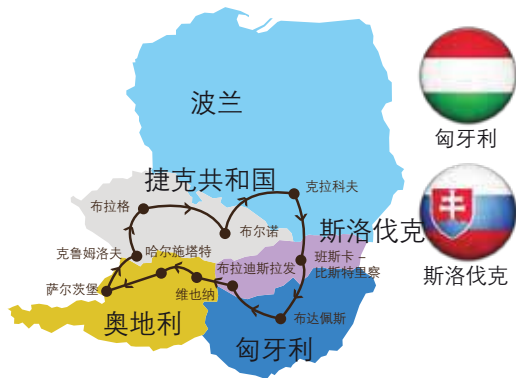 波兰
匈牙利
捷克共和国
克拉科夫
布拉格
布尔诺
斯洛伐克
克鲁姆洛夫
哈尔施塔特
布拉迪斯拉发
班斯卡–
比斯特里察
斯洛伐克
萨尔茨堡
维也纳
奥地利
布达佩斯
匈牙利